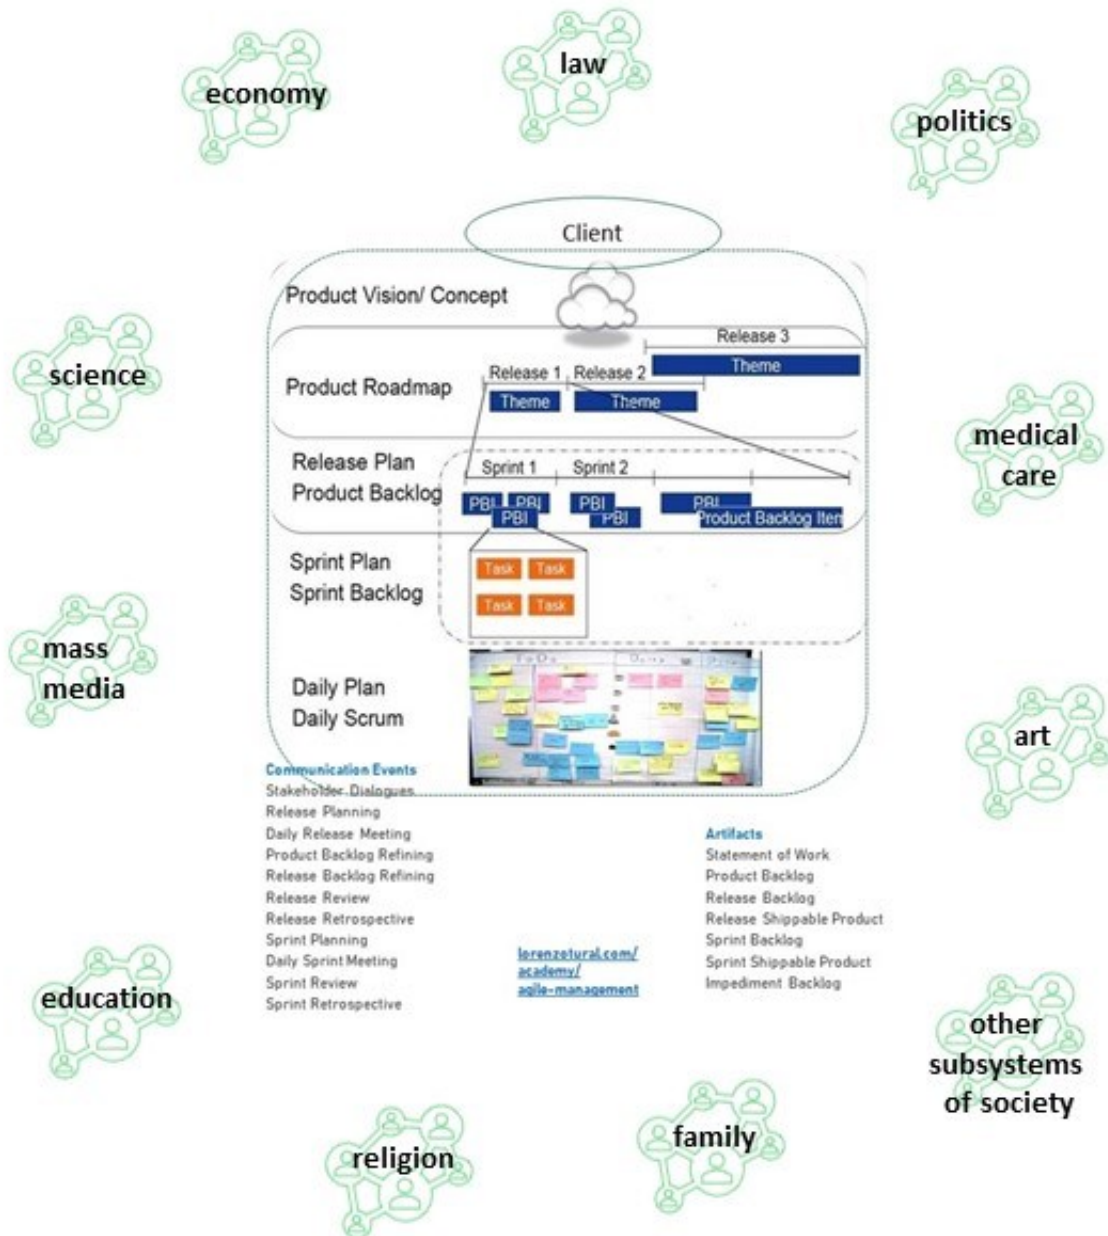 economy
law
politics
Client
Product Vision/ Concept
science
Release 3
Theme
Product Roadmap
Release 1
Release 2
Theme
Theme
medical
care
Release Plan
Product Backlog
Sprint 1
Sprint 2
PBI
PBI
PBI
PBI
PBI
PBI
Product Backlog Item
Sprint Plan
Sprint Backlog
Task
Task
Task
Task
mass
media
Daily Plan
Daily Scrum
art
Communication Events
Stakeholder Dialogues
Release Planning
Daily Release Meeting
Product Backlog Refining
Release Backlog Refining
Release Review
Release Retrospective
Sprint Planning
Daily Sprint Meeting
Sprint Review
Sprint Retrospective
Artifacts
Statement of Work
Product Backlog
Release Backlog
Release Shippable Product
Sprint Backlog
Sprint Shippable Product
Impediment Backlog
lorenzotural.com/
academy/
agile-management
education
other
subsystems
of society
religion
family